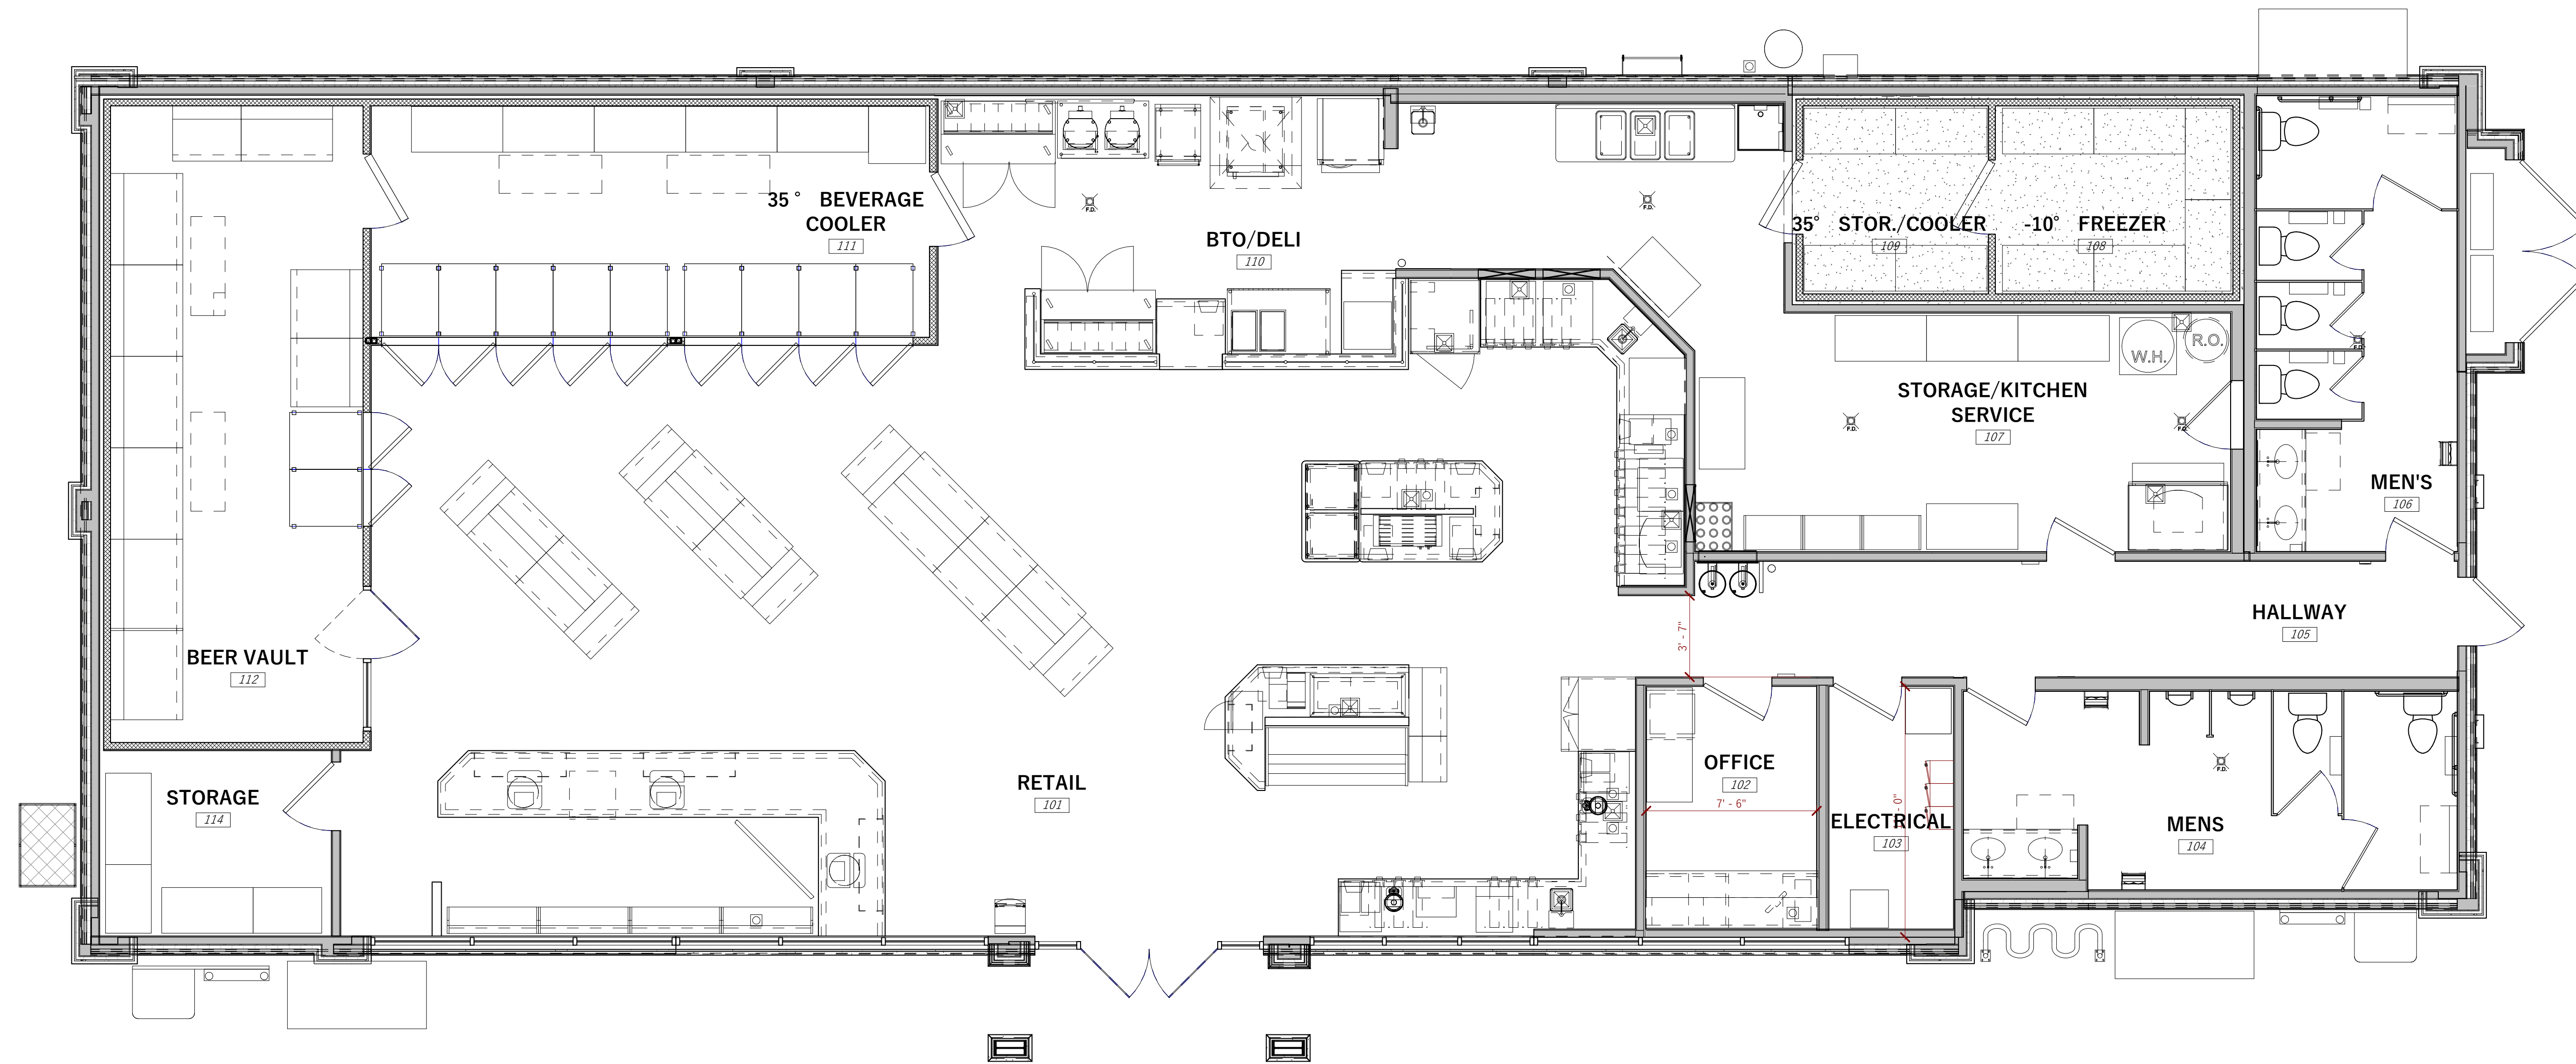 35° BEVERAGE
COOLER
111
F.D.
F.D.
BTO/DELI
110
35° STOR./COOLER
109
-10° FREEZER
108
F.D.
W.H.
R.O.
STORAGE/KITCHEN
SERVICE
107
F.D.
F.D.
MEN'S
106
HALLWAY
105
3' - 7"
BEER VAULT
112
STORAGE
114
RETAIL
101
OFFICE
102
7' - 6"
ELECTRICAL
103
F.D.
MENS
104